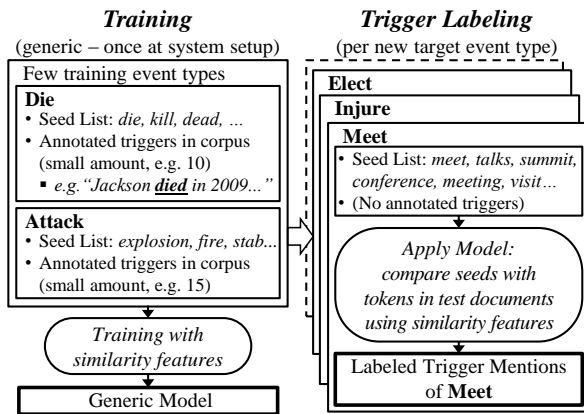 Training
(generic – once at system setup)
Few training event types
Die
• Seed List: die, kill, dead, …
• Annotated triggers in corpus
(small amount, e.g. 10)
▪ e.g. “Jackson died in 2009…”
Attack
• Seed List: explosion, fire, stab...
• Annotated triggers in corpus
(small amount, e.g. 15)
Training with
similarity features
Generic Model
Trigger Labeling
(per new target event type)
Elect
Injure
Meet
• Seed List: meet, talks, summit,
conference, meeting, visit…
• (No annotated triggers)
Apply Model:
compare seeds with
tokens in test documents
using similarity features
Labeled Trigger Mentions
of Meet